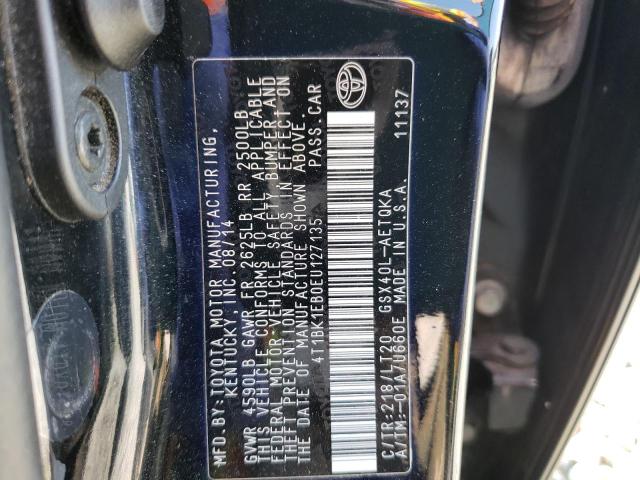 MFD. BY: TOYOTA MOTOR MANUFACTURING,
KENTUCKY, INC. 08/14
GVWR 4590LB GAWR FR 2625LB RR 2500LB
THIS VEHICLE CONFORMS TO ALL APPLICABLE
FEDERAL MOTOR VEHICLE SAFETY, BUMPER AND
THEFT PREVENTION STANDARDS IN EFFECT ON
THE DATE OF MANUFACTURE SHOWN ABOVE.
4T1BK1EB0EU127135 PASS. CAR
C/TR:218/LT20 GSX40L-AETQKA
A/TM:-01A/U660E MADE IN U.S.A. 11137